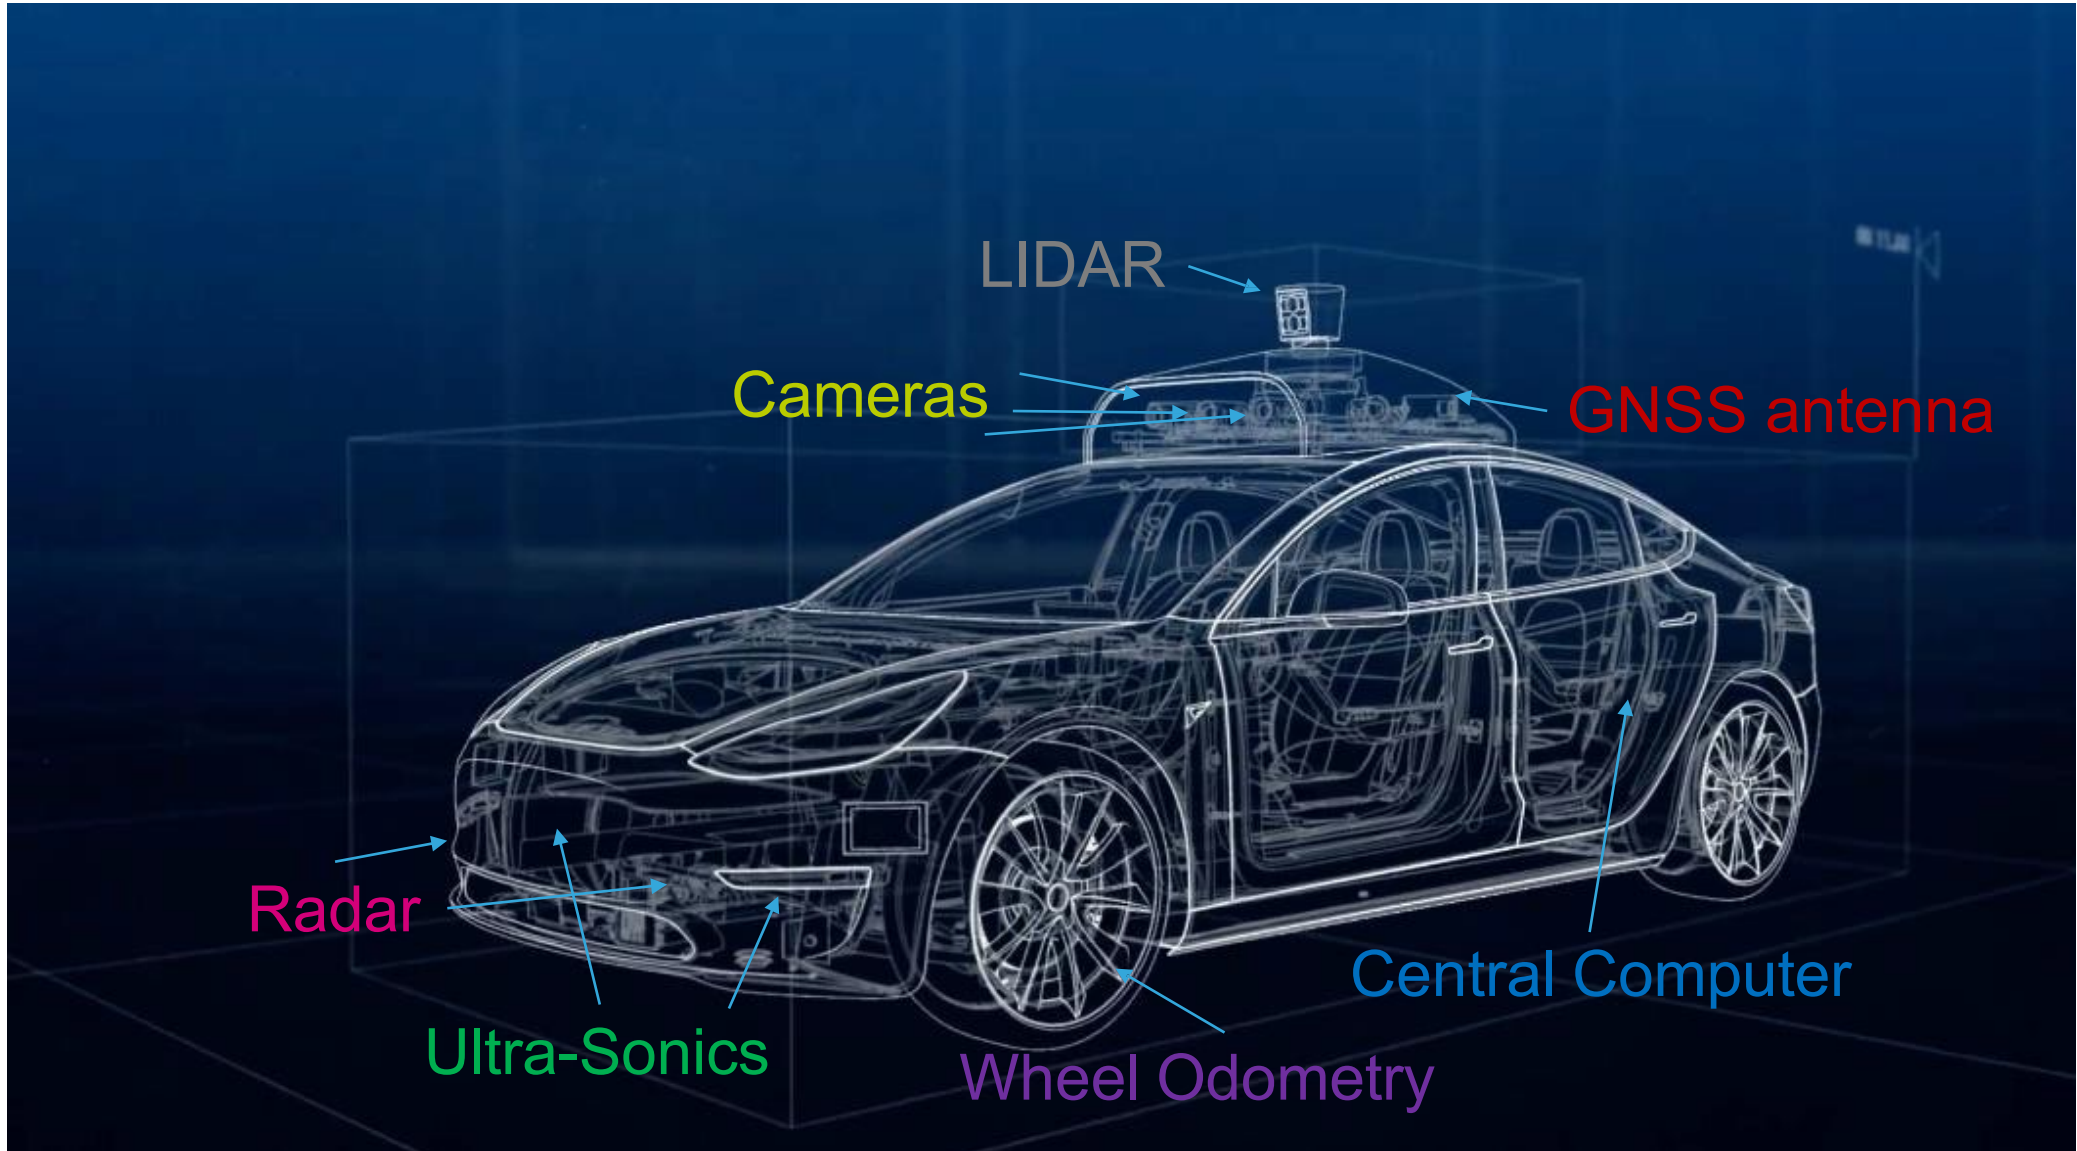 LIDAR
Cameras
GNSS antenna
Radar
Central Computer
Ultra-Sonics
Wheel Odometry